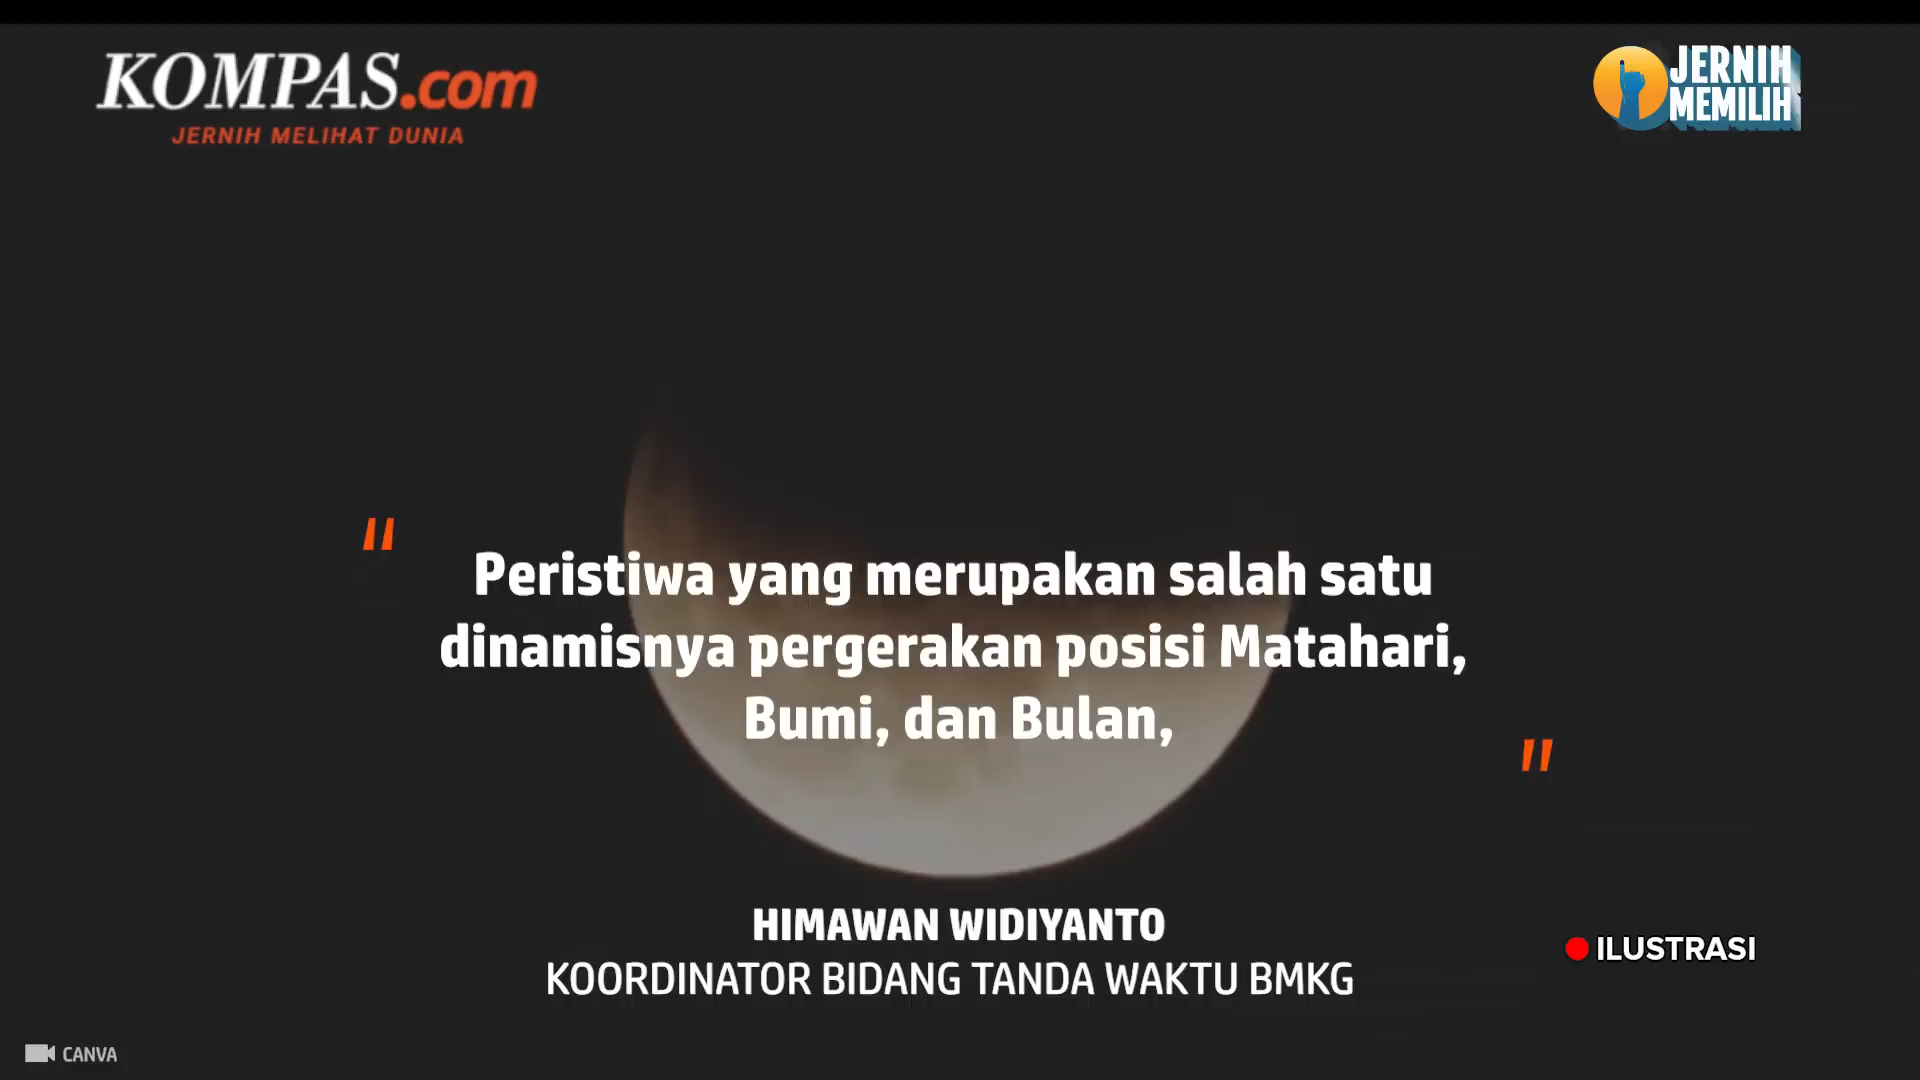 KOMPAS.com
JERNIH MELIHAT DUNIA
JERNIH
MEMILIH
"
Peristiwa yang merupakan salah satu
dinamisnya pergerakan posisi Matahari,
Bumi, dan Bulan,
"
HIMAWAN WIDIYANTO
KOORDINATOR BIDANG TANDA WAKTU BMKG
ILUSTRASI
CANVA